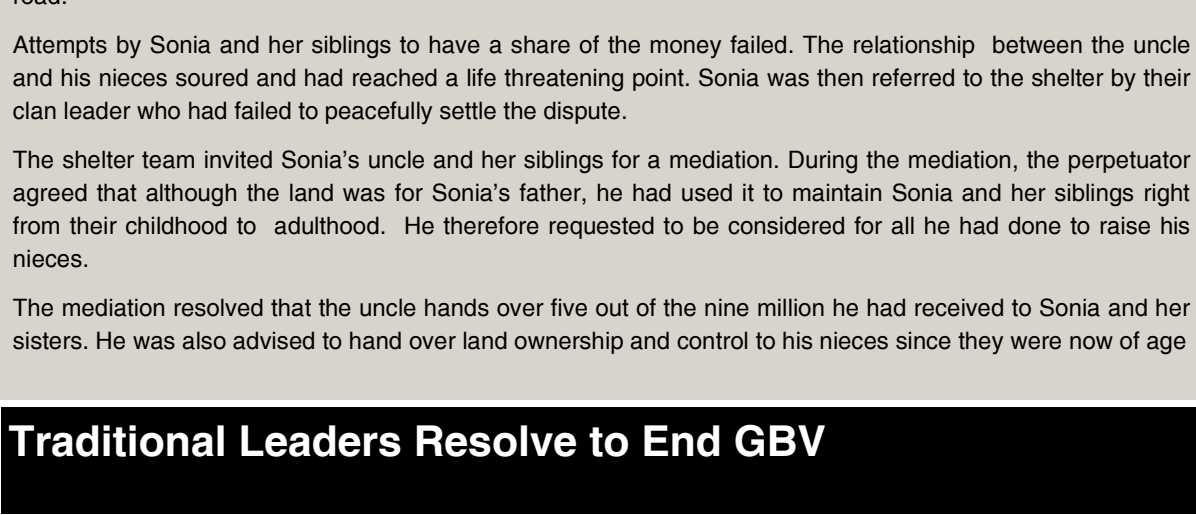 road.
Attempts by Sonia and her siblings to have a share of the money failed. The relationship between the uncle
and his nieces soured and had reached a life threatening point. Sonia was then referred to the shelter by their
clan leader who had failed to peacefully settle the dispute.
The shelter team invited Sonia's uncle and her siblings for a mediation. During the mediation, the perpetuator
agreed that although the land was for Sonia's father, he had used it to maintain Sonia and her siblings right
from their childhood to adulthood. He therefore requested to be considered for all he had done to raise his
nieces.
The mediation resolved that the uncle hands over five out of the nine million he had received to Sonia and her
sisters. He was also advised to hand over land ownership and control to his nieces since they were now of age
Traditional Leaders Resolve to End GBV